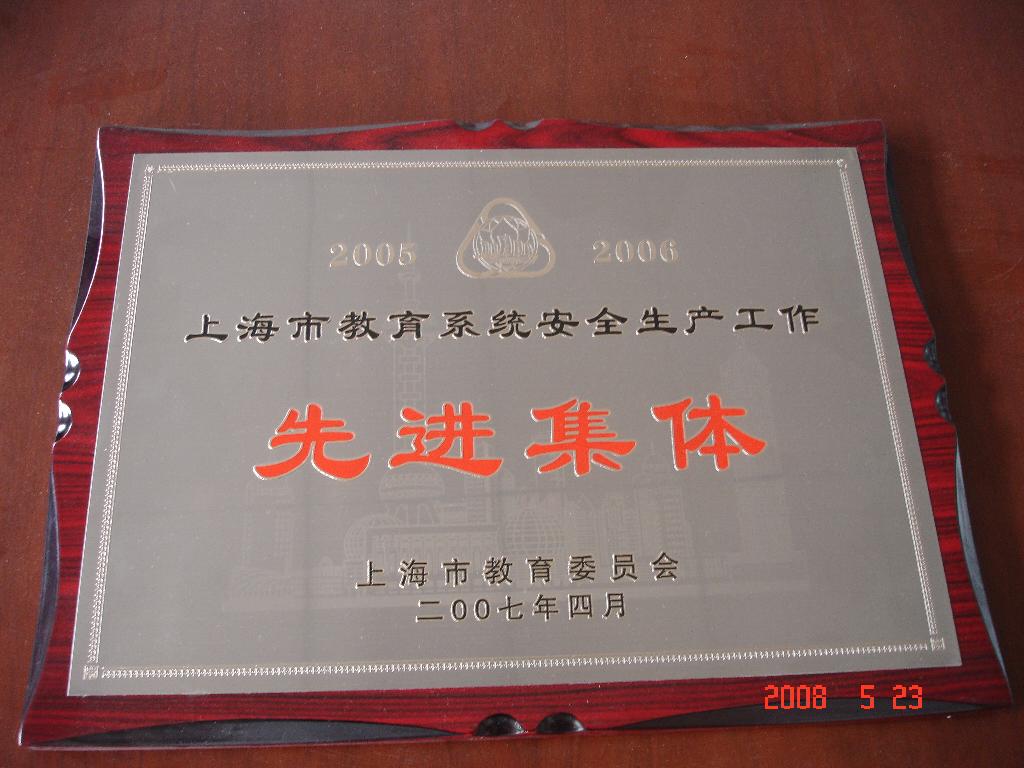 2005 2006
上海市教育系统安全生产工作
先进集体
上海市教育委员会
二00七年四月
2008 5 23